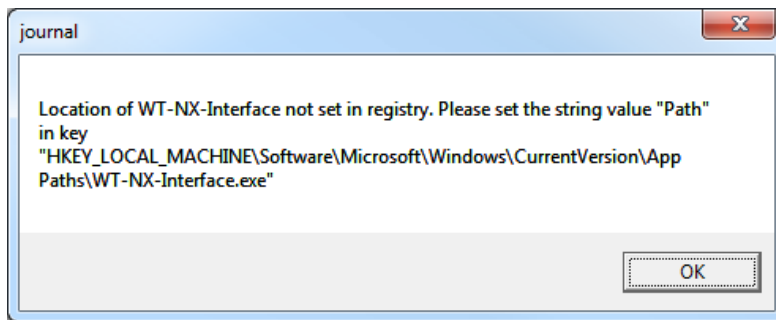 journal
Location of WT-NX-Interface not set in registry. Please set the string value "Path"
in key
"HKEY_LOCAL_MACHINE\Software\Microsoft\Windows\CurrentVersion\App
Paths\WT-NX-Interface.exe"
OK